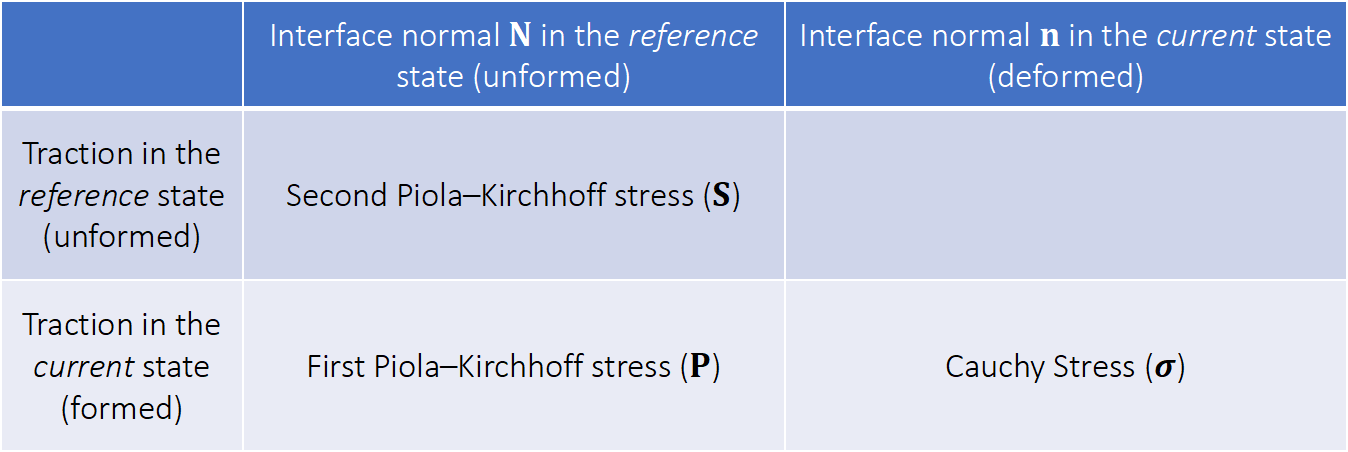 Interface normal N in the reference
state (unformed)
Interface normal n in the current state
(deformed)
Traction in the
reference state
(unformed)
Second Piola–Kirchhoff stress (S)
Traction in the
current state
(formed)
First Piola–Kirchhoff stress (P)
Cauchy Stress (σ)